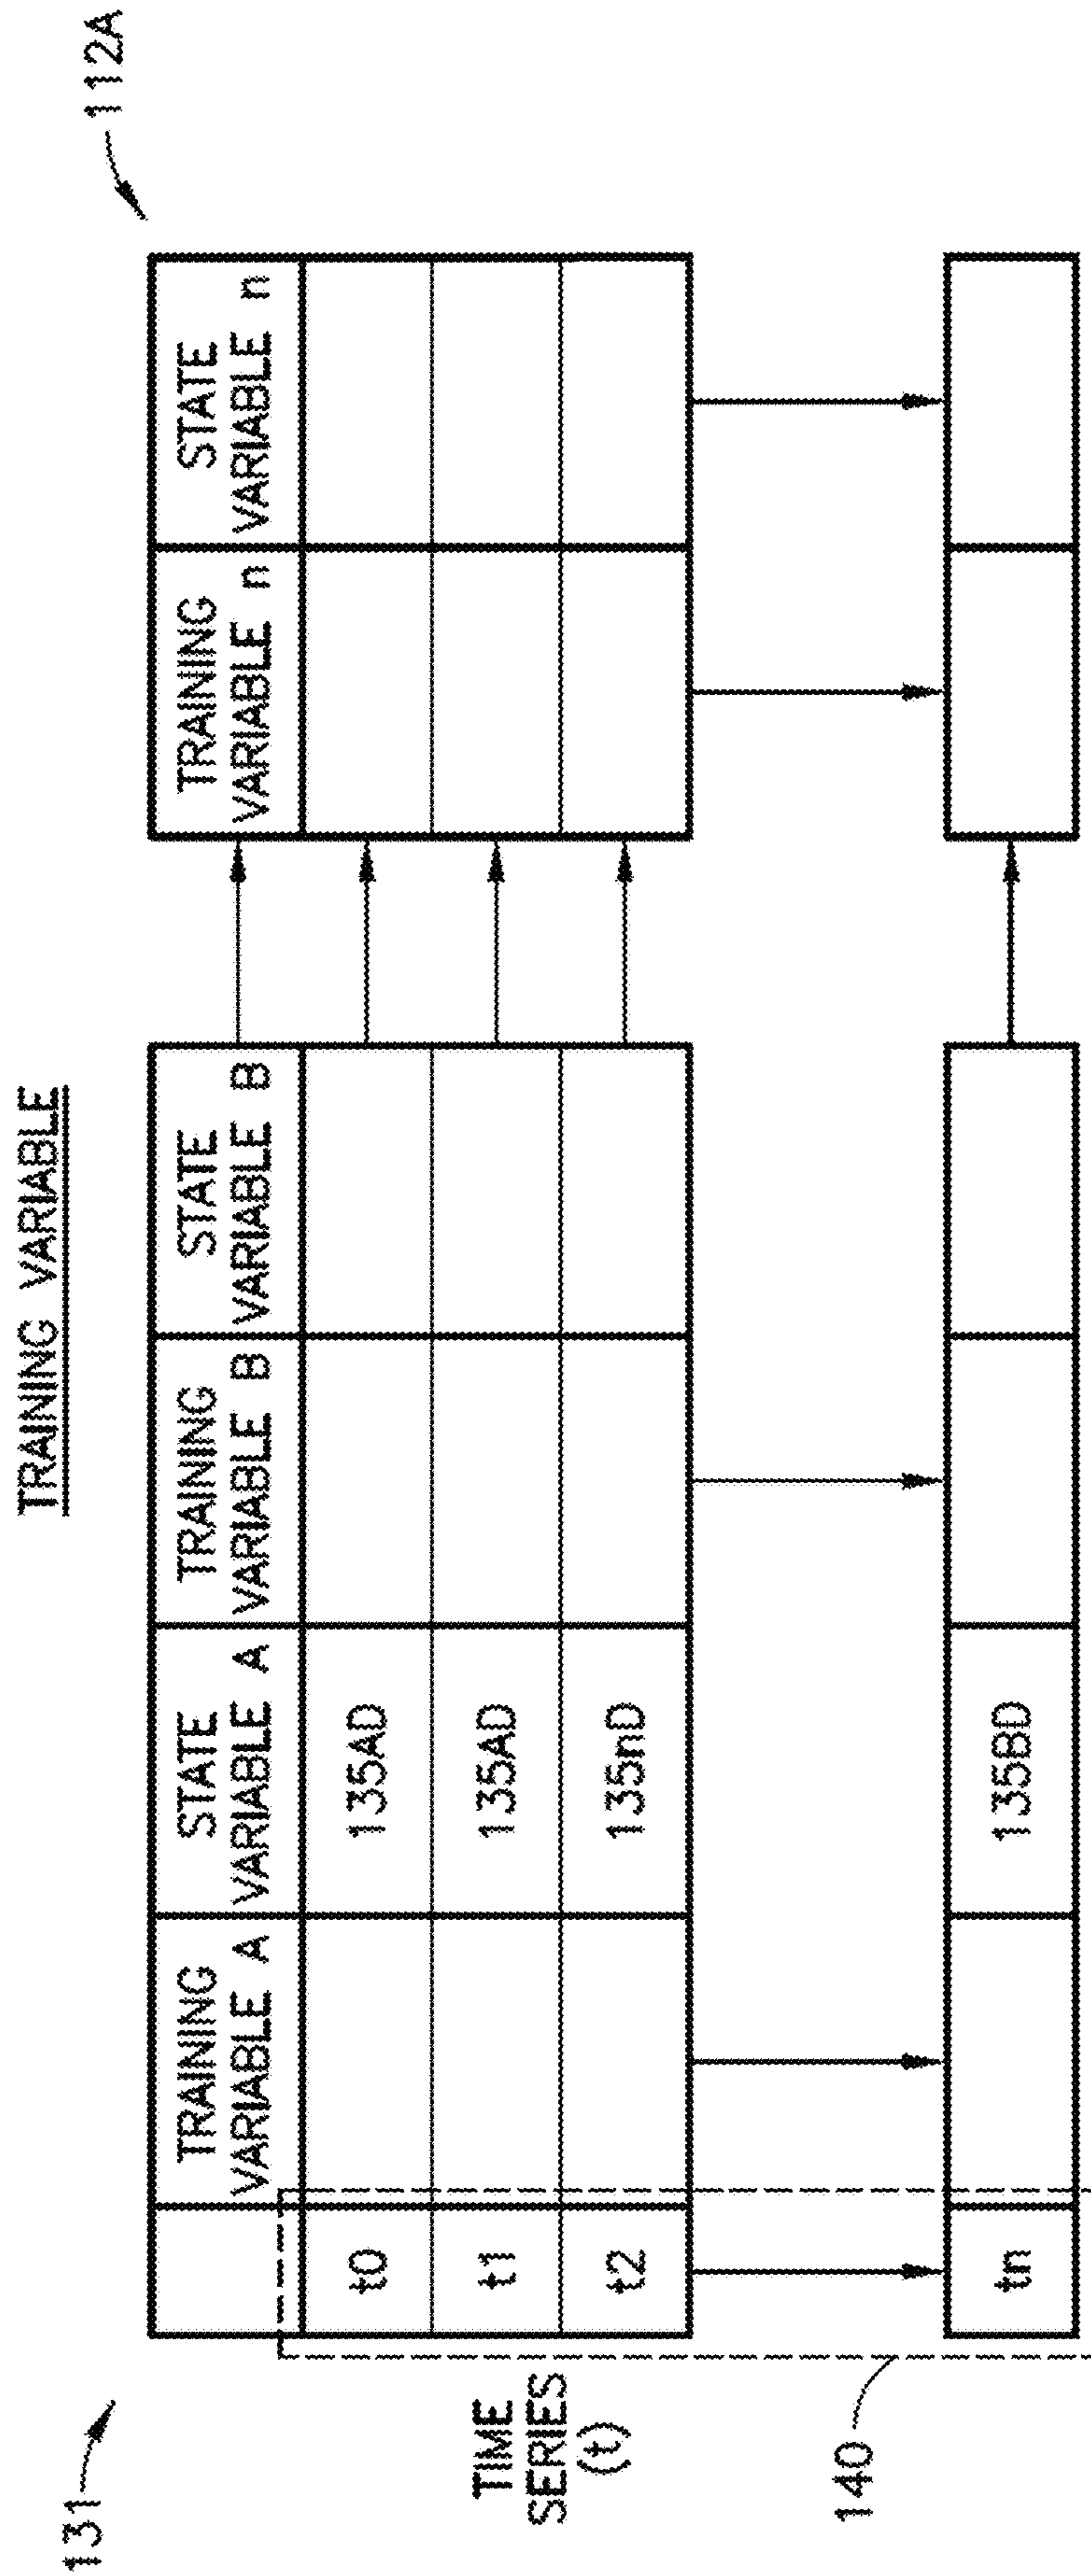 TRAINING VARIABLE
131
112A
TRAINING
VARIABLE A
STATE
VARIABLE A
TRAINING
VARIABLE B
STATE
VARIABLE B
TRAINING
VARIABLE n
STATE
VARIABLE n
TIME
SERIES
(t)
t0
135AD
t1
135AD
t2
135nD
140
tn
135BD